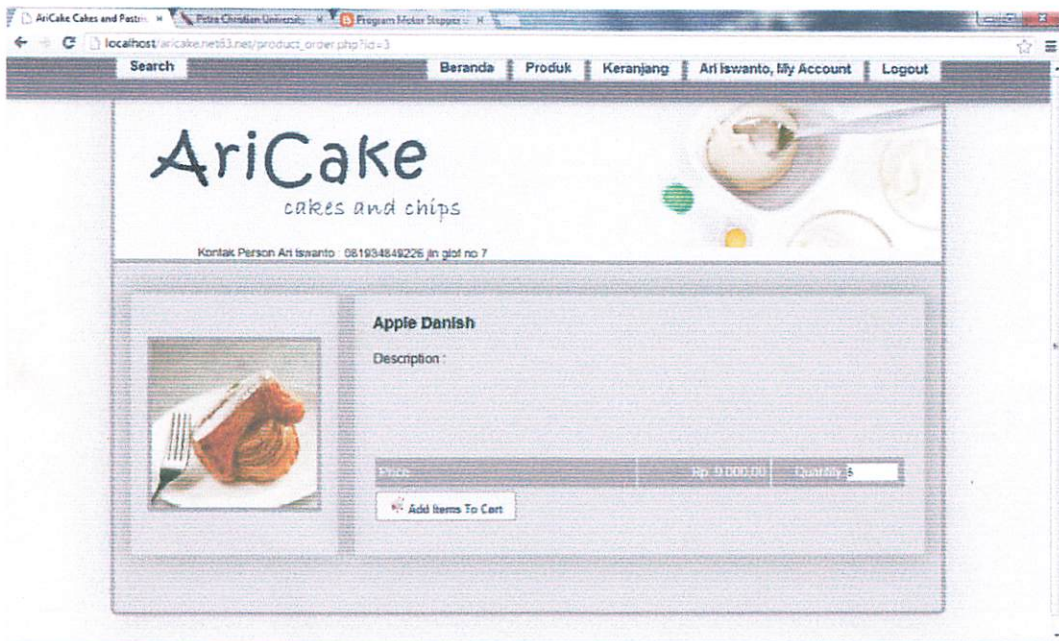 AriCake Cakes and Pastri
Petra Christian University
Program Motor Stepper
localhost/aricake.net63.net/product_order.php?id=3
Search
Beranda
Produk
Keranjang
Ari Iswanto, My Account
Logout
AriCake
cakes and chips
Kontak Person Ari Iswanto : 081934849226 jln glof no 7
Apple Danish
Description :
Price Rp. 9.000,00 Quantity
Add Items To Cart